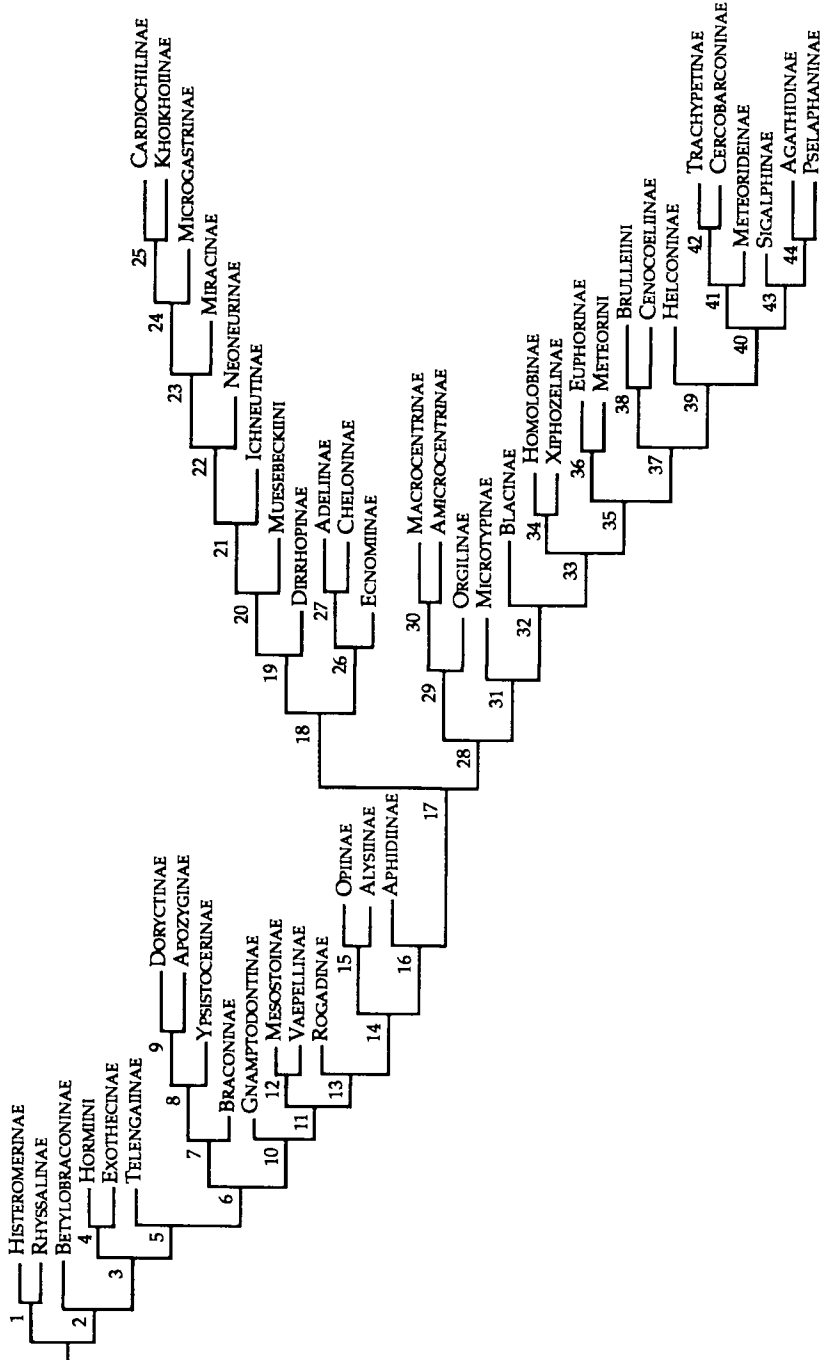 HISTEROMERINAE
RHYSSALINAE
BETYLOBRACONINAE
HORMIINI
EXOTHECINAE
TELENGAIINAE
DORYCTINAE
APOZYGINAE
YPSISTOCERINAE
BRACONINAE
GNAMPTODONTINAE
MESOSTOINAE
VAEPELLINAE
ROGADINAE
OPIINAE
ALYSIINAE
APHIDIINAE
CARDIOCHILINAE
KHOIKHOIINAE
MICROGASTRINAE
MIRACINAE
NEONEURINAE
ICHNEUTINAE
MUESEBECKIINI
DIRRHOPINAE
ADELIINAE
CHELONINAE
ECNOMIINAE
MACROCENTRINAE
AMICROCENTRINAE
ORGILINAE
MICROTYPINAE
BLACINAE
HOMOLOBINAE
XIPHOZELINAE
EUPHORINAE
METEORINI
BRULLEIINI
CENOCOELIINAE
HELCONINAE
TRACHYPETINAE
CERCOBARCONINAE
METEORIDEINAE
SIGALPHINAE
AGATHIDINAE
PSELAPHANINAE
1
2
3
4
5
6
7
8
9
10
11
12
13
14
15
16
17
18
19
20
21
22
23
24
25
26
27
28
29
30
31
32
33
34
35
36
37
38
39
40
41
42
43
44